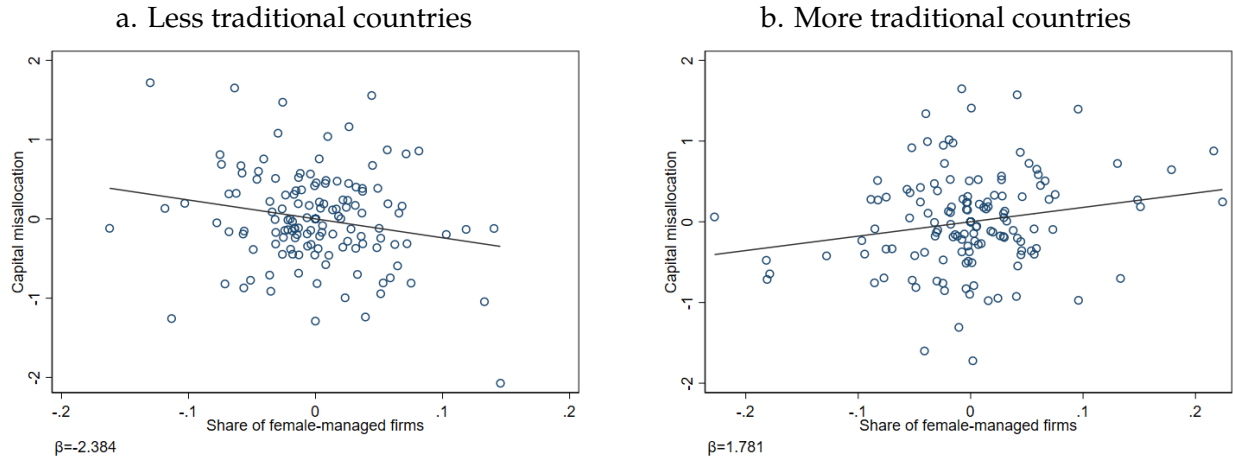 a. Less traditional countries
2
1
0
-1
-2
Capital misallocation
-.2
-.1
0
.1
.2
Share of female-managed firms
β=-2.384
b. More traditional countries
2
1
0
-1
-2
Capital misallocation
-.2
-.1
0
.1
.2
Share of female-managed firms
β=1.781